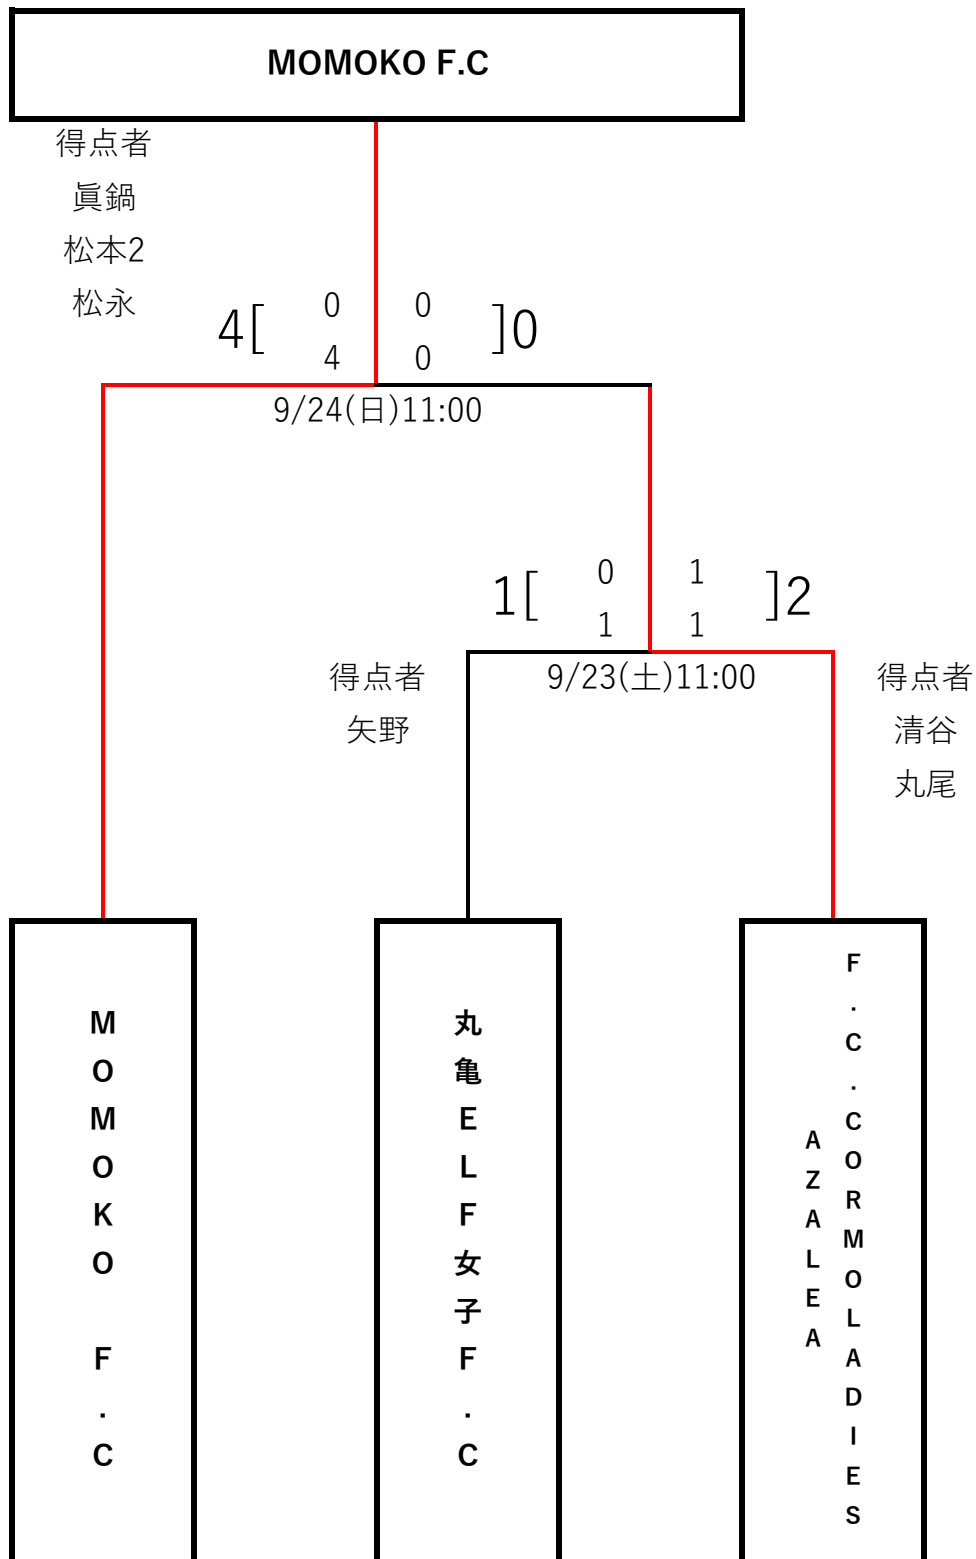 MOMOKO F.C
得点者
眞鍋
松本2
松永
4[ 0 0 ]0
4 0
9/24(日)11:00
1[ 0 1 ]2
1 1
9/23(土)11:00
得点者
矢野
得点者
清谷
丸尾
MOMOKO F.C
丸亀ELF女子F.C
F.C.CORMOLADIES
AZALEA